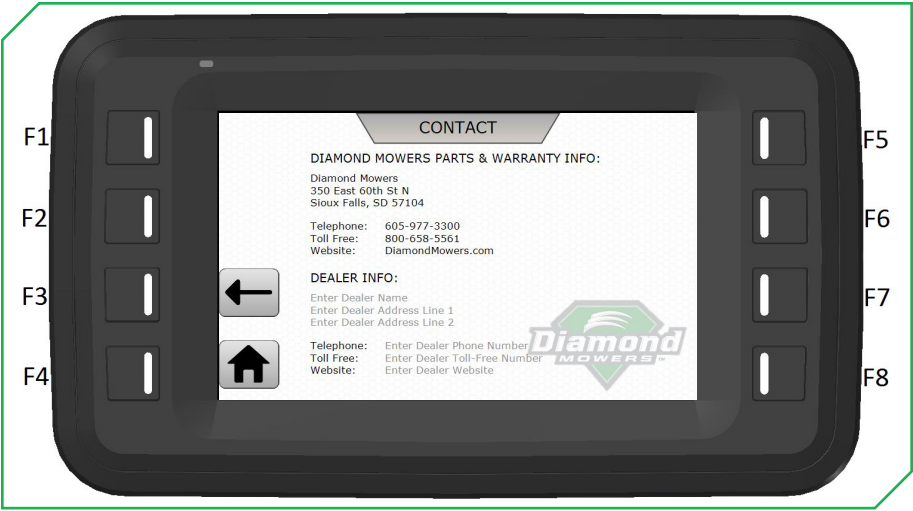 CONTACT
DIAMOND MOWERS PARTS & WARRANTY INFO:
Diamond Mowers
350 East 60th St N
Sioux Falls, SD 57104
Telephone: 605-977-3300
Toll Free: 800-658-5561
Website: DiamondMowers.com
DEALER INFO:
Enter Dealer Name
Enter Dealer Address Line 1
Enter Dealer Address Line 2
Telephone: Enter Dealer Phone Number
Toll Free: Enter Dealer Toll-Free Number
Website: Enter Dealer Website
Diamond
MOWERS
F1
F2
F3
F4
F5
F6
F7
F8